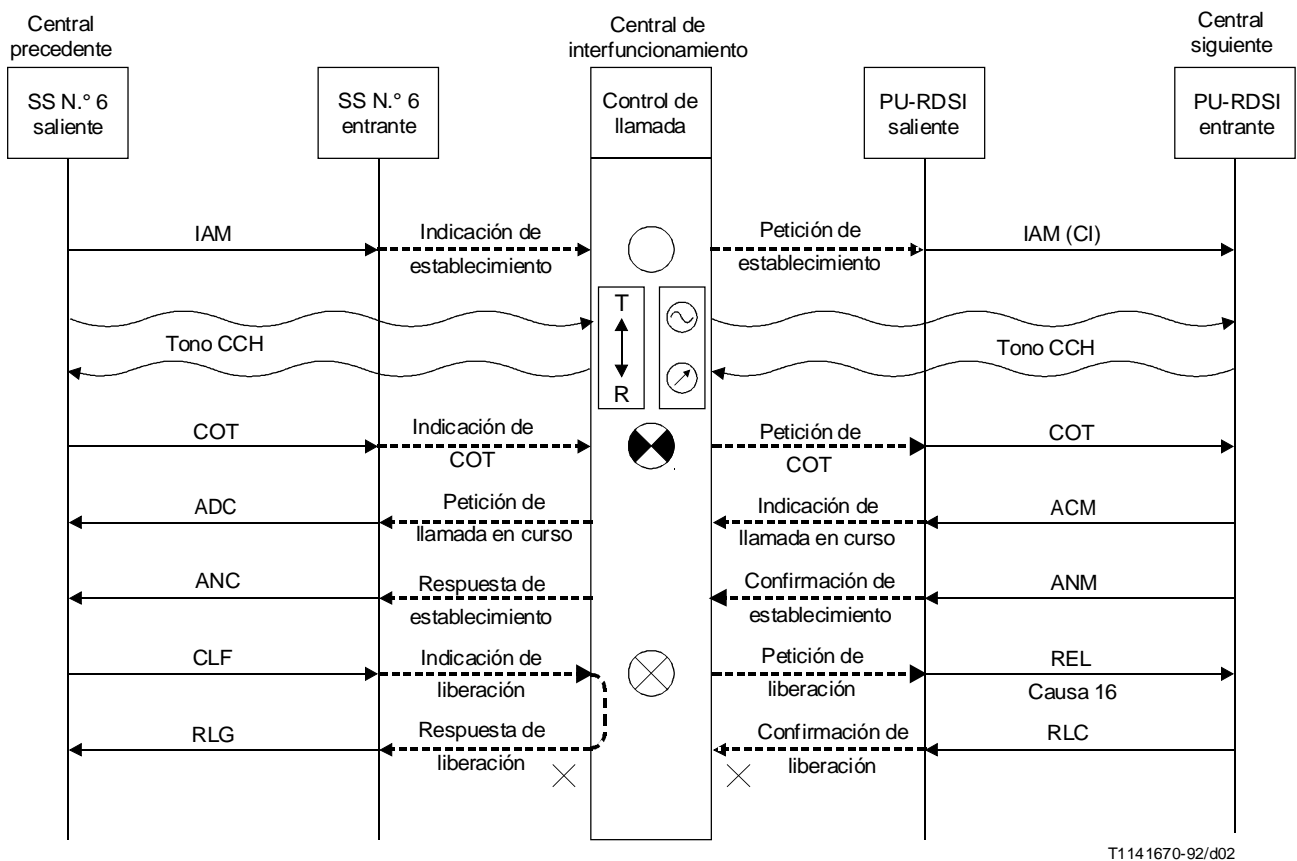 Central
precedente
Central de
interfuncionamiento
Central
siguiente
SS N.° 6
saliente
SS N.° 6
entrante
Control de
llamada
PU-RDSI
saliente
PU-RDSI
entrante
IAM
Indicación de
establecimiento
Petición de
establecimiento
IAM (CI)
Tono CCH
T
R
Tono CCH
COT
Indicación de
COT
Petición de
COT
COT
ADC
Petición de
llamada en curso
Indicación de
llamada en curso
ACM
ANC
Respuesta de
establecimiento
Confirmación de
establecimiento
ANM
CLF
Indicación de
liberación
Petición de
liberación
REL
Causa 16
RLG
Respuesta de
liberación
Confirmación de
liberación
RLC
T1141670-92/d02